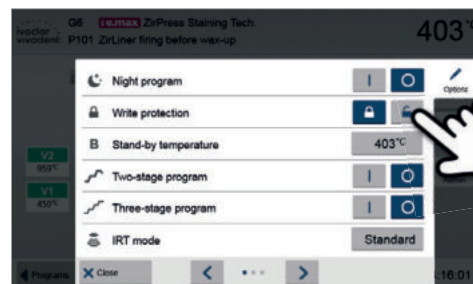 ivoclar vivadent
G6 IPS e.max ZirPress Staining Tech.
P101 ZirLiner firing before wax-up
403°C
Night program I O
Options
Write protection
B Stand-by temperature 403°C
V2
959°C
Two-stage program I O
V1
450°C
Three-stage program I O
IRT mode Standard
Programs
Close
:16:01